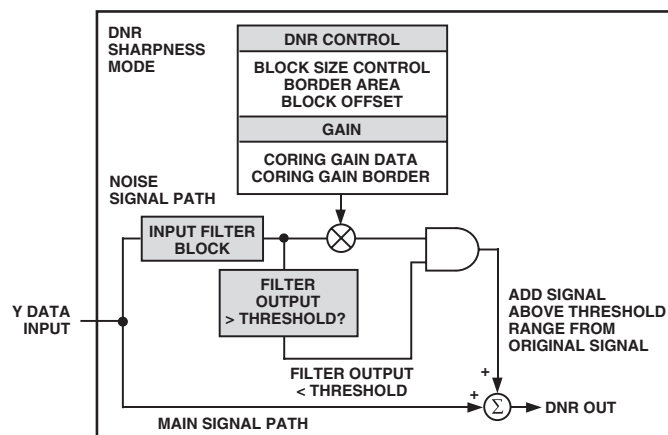 DNR
SHARPNESS
MODE
DNR CONTROL
BLOCK SIZE CONTROL
BORDER AREA
BLOCK OFFSET
GAIN
CORING GAIN DATA
CORING GAIN BORDER
NOISE
SIGNAL PATH
INPUT FILTER
BLOCK
FILTER
OUTPUT
> THRESHOLD?
Y DATA
INPUT
FILTER OUTPUT
< THRESHOLD
ADD SIGNAL
ABOVE THRESHOLD
RANGE FROM
ORIGINAL SIGNAL
+
+
Σ
DNR OUT
MAIN SIGNAL PATH